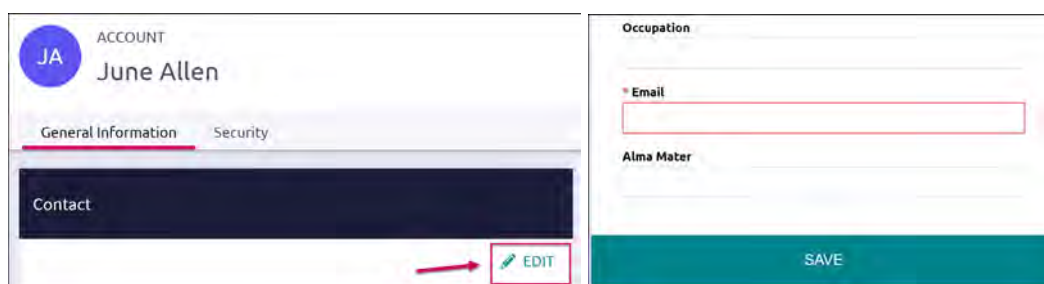 JA
ACCOUNT
June Allen
General Information Security
Contact
EDIT
Occupation
* Email
Alma Mater
SAVE